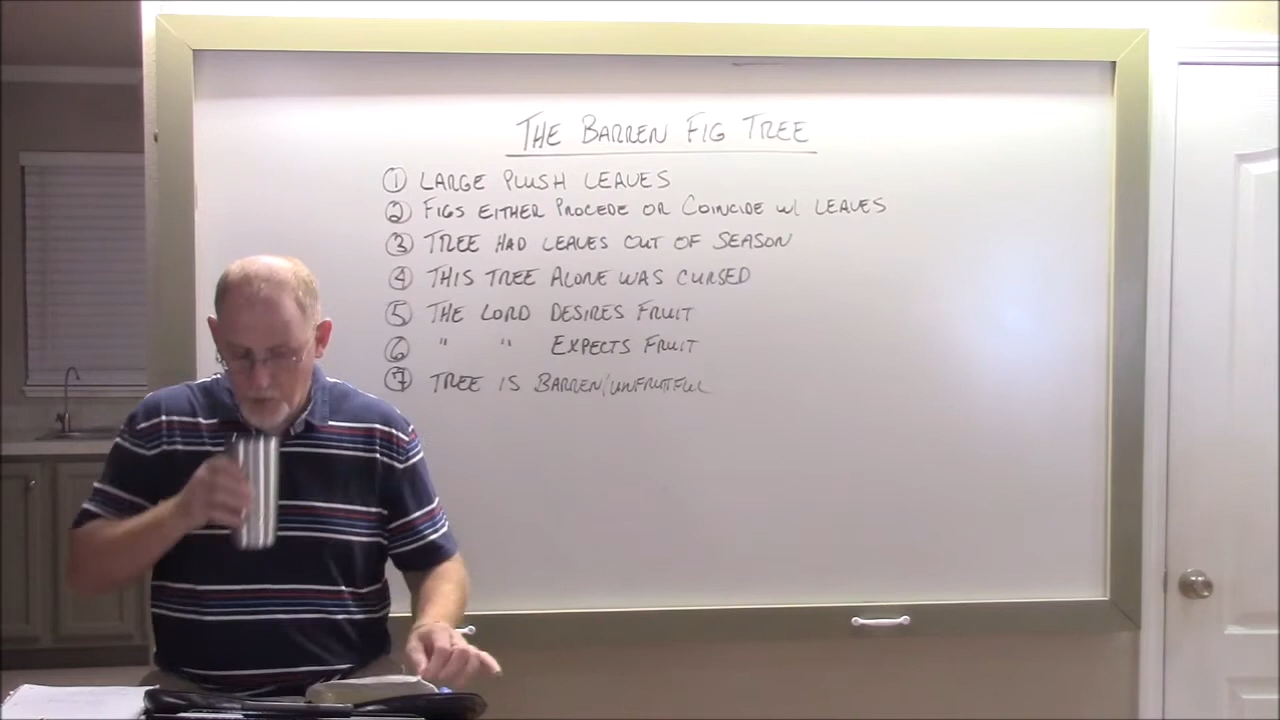 THE BARREN FIG TREE
① LARGE PLUSH LEAVES
② FIGS EITHER PROCEDE OR COINCIDE W/ LEAVES
③ TREE HAD LEAVES OUT OF SEASON
④ THIS TREE ALONE WAS CURSED
⑤ THE LORD DESIRES FRUIT
⑥ " " EXPECTS FRUIT
⑦ TREE IS BARREN/UNFRUTFUL